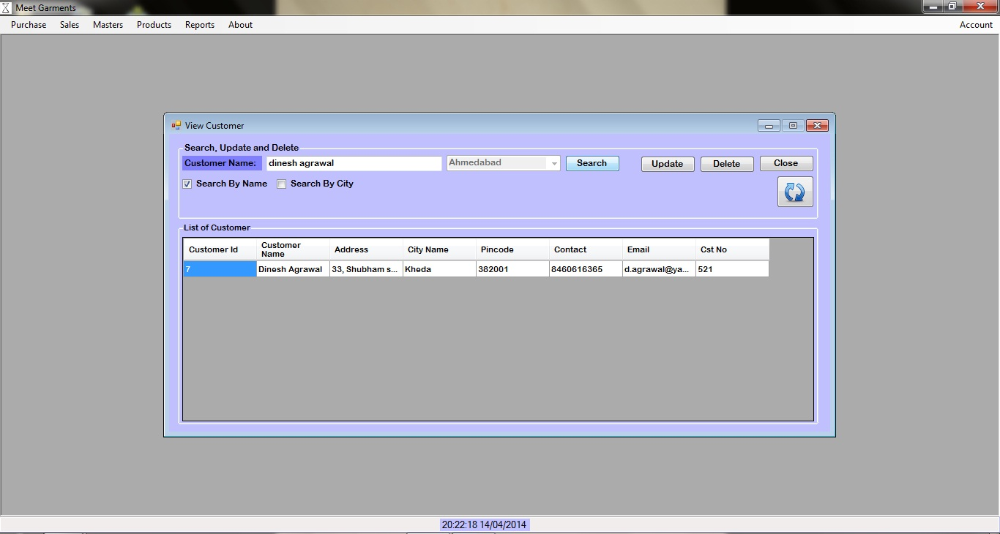 Meet Garments
Purchase Sales Masters Products Reports About Account
View Customer
Search, Update and Delete
Customer Name: dinesh agrawal Ahmedabad Search Update Delete Close
Search By Name Search By City
List of Customer
Customer Id Customer Name Address City Name Pincode Contact Email Cst No
7 Dinesh Agrawal 33, Shubham s... Kheda 382001 8460616365 d.agrawal@ya... 521
20:22:18 14/04/2014